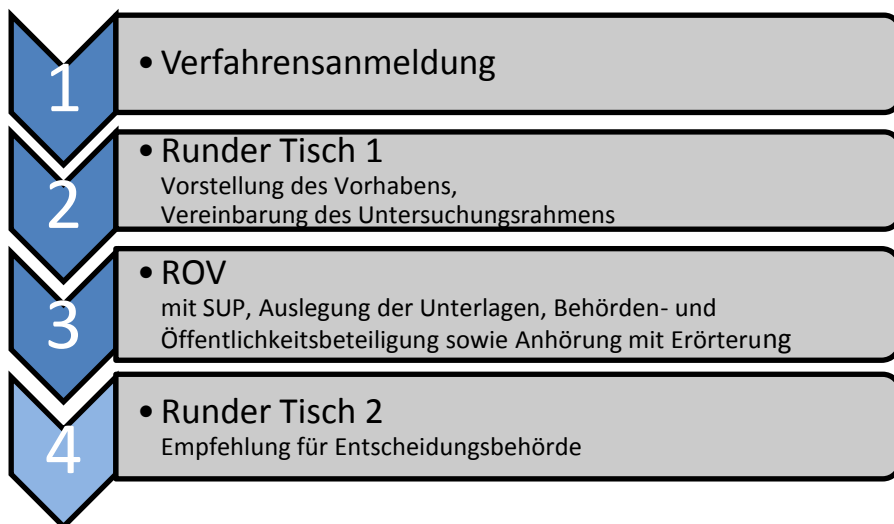 1
• Verfahrensanmeldung
2
• Runder Tisch 1
Vorstellung des Vorhabens,
Vereinbarung des Untersuchungsrahmens
3
• ROV
mit SUP, Auslegung der Unterlagen, Behörden- und
Öffentlichkeitsbeteiligung sowie Anhörung mit Erörterung
4
• Runder Tisch 2
Empfehlung für Entscheidungsbehörde